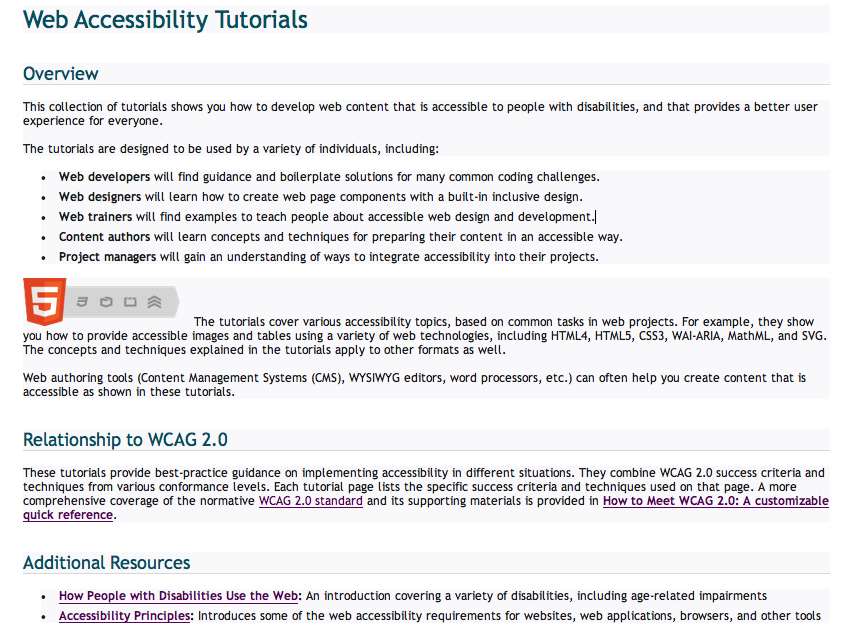 Web Accessibility Tutorials
Overview
This collection of tutorials shows you how to develop web content that is accessible to people with disabilities, and that provides a better user
experience for everyone.
The tutorials are designed to be used by a variety of individuals, including:
• Web developers will find guidance and boilerplate solutions for many common coding challenges.
• Web designers will learn how to create web page components with a built-in inclusive design.
• Web trainers will find examples to teach people about accessible web design and development.
• Content authors will learn concepts and techniques for preparing their content in an accessible way.
• Project managers will gain an understanding of ways to integrate accessibility into their projects.
5
The tutorials cover various accessibility topics, based on common tasks in web projects. For example, they show
you how to provide accessible images and tables using a variety of web technologies, including HTML4, HTML5, CSS3, WAI-ARIA, MathML, and SVG.
The concepts and techniques explained in the tutorials apply to other formats as well.
Web authoring tools (Content Management Systems (CMS), WYSIWYG editors, word processors, etc.) can often help you create content that is
accessible as shown in these tutorials.
Relationship to WCAG 2.0
These tutorials provide best-practice guidance on implementing accessibility in different situations. They combine WCAG 2.0 success criteria and
techniques from various conformance levels. Each tutorial page lists the specific success criteria and techniques used on that page. A more
comprehensive coverage of the normative WCAG 2.0 standard and its supporting materials is provided in How to Meet WCAG 2.0: A customizable
quick reference.
Additional Resources
• How People with Disabilities Use the Web: An introduction covering a variety of disabilities, including age-related impairments
• Accessibility Principles: Introduces some of the web accessibility requirements for websites, web applications, browsers, and other tools